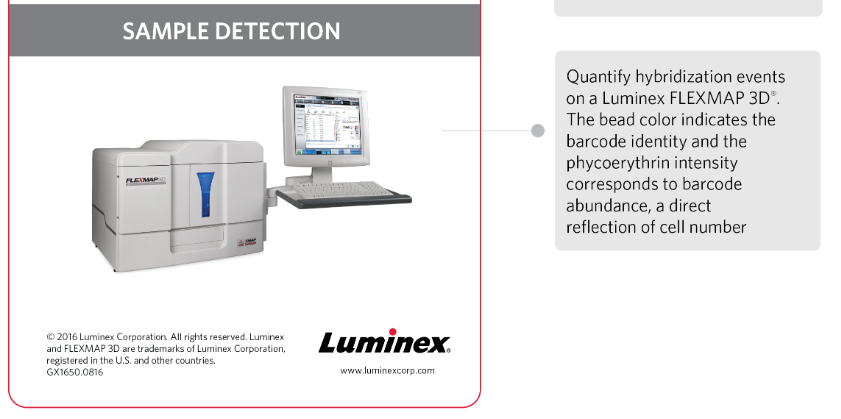 SAMPLE DETECTION
Quantify hybridization events
on a Luminex FLEXMAP 3D®.
The bead color indicates the
barcode identity and the
phycoerythrin intensity
corresponds to barcode
abundance, a direct
reflection of cell number
FLEXMAP 3D
XMAP
© 2016 Luminex Corporation. All rights reserved. Luminex
and FLEXMAP 3D are trademarks of Luminex Corporation,
registered in the U.S. and other countries.
GX1650.0816
Luminex®
www.luminexcorp.com